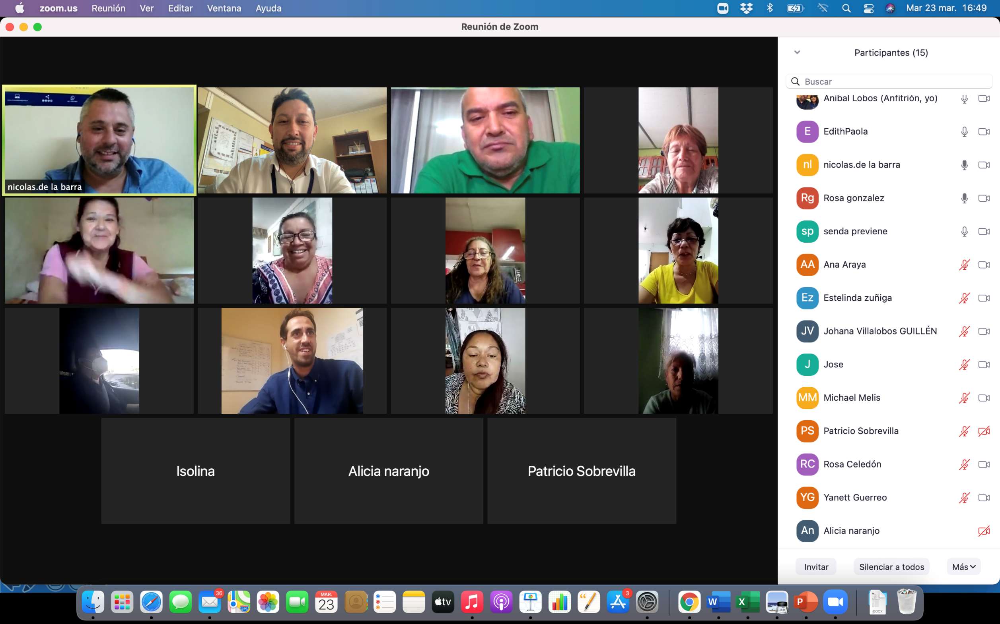 zoom.us Reunión Ver Editar Ventana Ayuda
Mar 23 mar. 16:49
Reunión de Zoom
Participantes (15)
Buscar
Anibal Lobos (Anfitrión, yo)
E EdithPaola
nl nicolas.de la barra
Rg Rosa gonzalez
sp senda previene
AA Ana Araya
Ez Estelinda zuñiga
JV Johana Villalobos GUILLÉN
J Jose
MM Michael Melis
PS Patricio Sobrevilla
RC Rosa Celedón
YG Yanett Guerreo
An Alicia naranjo
Invitar Silenciar a todos Más
nicolas.de la barra
Isolina
Alicia naranjo
Patricio Sobrevilla
36
280
MAR.
23
tv
3
W
X
P
.DOCX